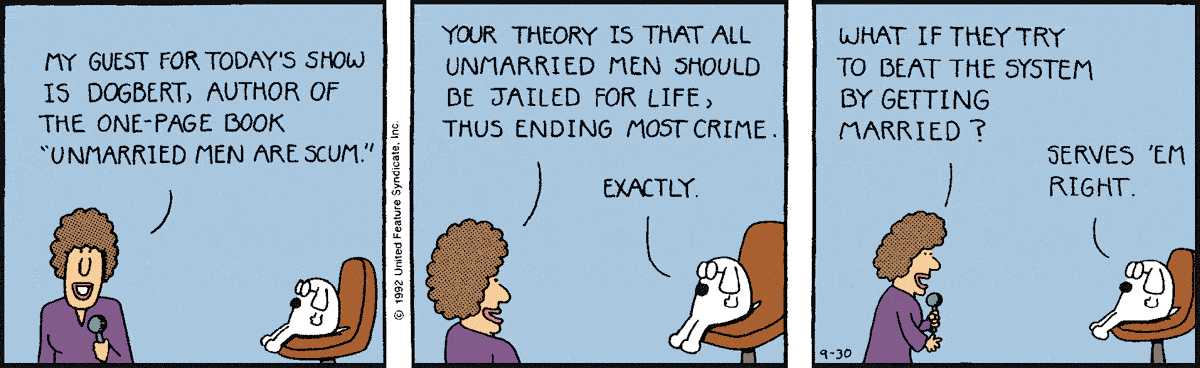 MY GUEST FOR TODAY'S SHOW
IS DOGBERT, AUTHOR OF
THE ONE-PAGE BOOK
"UNMARRIED MEN ARE SCUM."
© 1992 United Feature Syndicate, Inc.
YOUR THEORY IS THAT ALL
UNMARRIED MEN SHOULD
BE JAILED FOR LIFE,
THUS ENDING MOST CRIME.
EXACTLY.
WHAT IF THEY TRY
TO BEAT THE SYSTEM
BY GETTING
MARRIED?
SERVES 'EM
RIGHT.
9-30